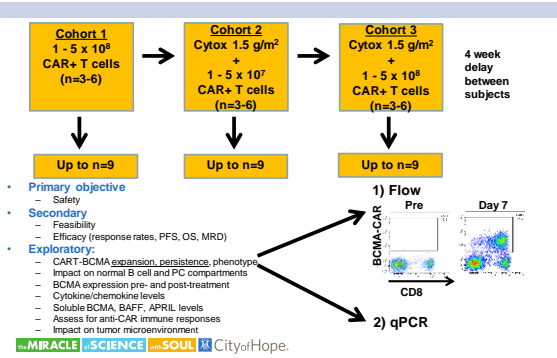 Cohort 1
1 - 5 x 10⁸
CAR+ T cells
(n=3-6)
Cohort 2
Cytox 1.5 g/m²
+
1 - 5 x 10⁷
CAR+ T cells
(n=3-6)
Cohort 3
Cytox 1.5 g/m²
+
1 - 5 x 10⁸
CAR+ T cells
(n=3-6)
4 week
delay
between
subjects
Up to n=9
Up to n=9
Up to n=9
• Primary objective
– Safety
• Secondary
– Feasibility
– Efficacy (response rates, PFS, OS, MRD)
• Exploratory:
– CART-BCMA expansion, persistence, phenotype
– Impact on normal B cell and PC compartments
– BCMA expression pre- and post-treatment
– Cytokine/chemokine levels
– Soluble BCMA, BAFF, APRIL levels
– Assess for anti-CAR immune responses
– Impact on tumor microenvironment
1) Flow
Pre
Day 7
BCMA-CAR
CD8
2) qPCR
the MIRACLE of SCIENCE with SOUL CityofHope.